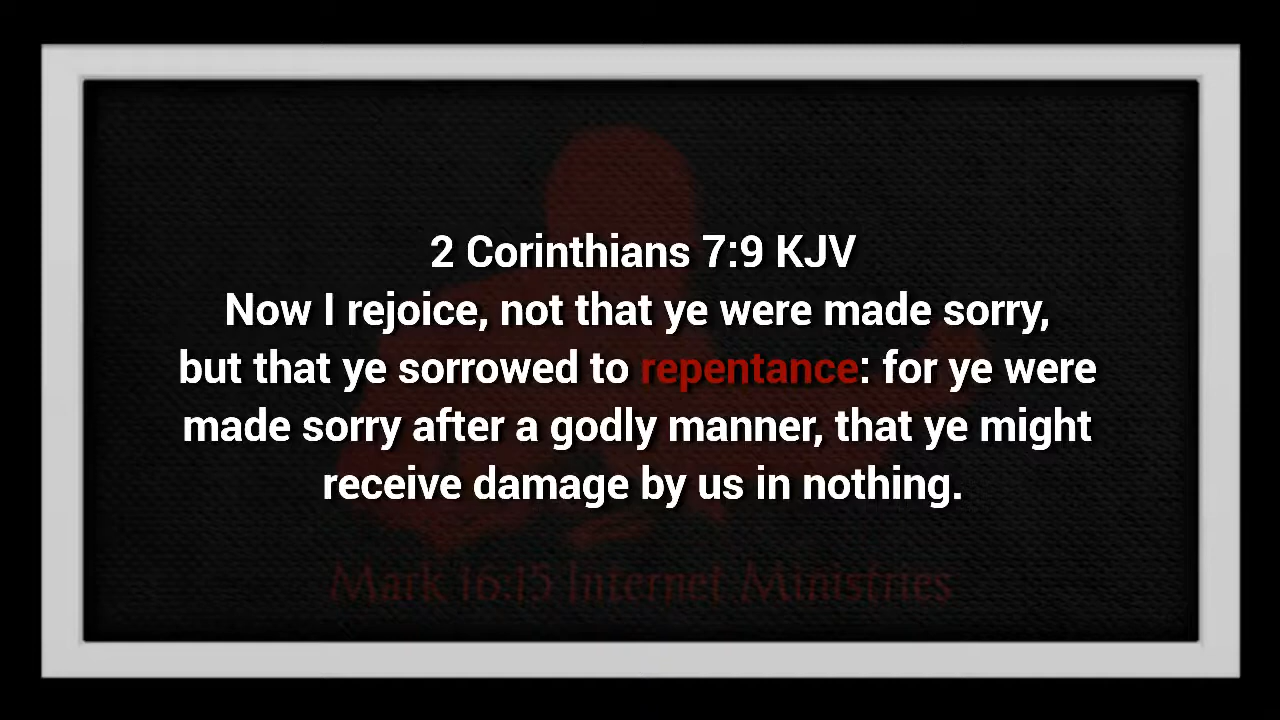 2 Corinthians 7:9 KJV
Now I rejoice, not that ye were made sorry,
but that ye sorrowed to repentance: for ye were
made sorry after a godly manner, that ye might
receive damage by us in nothing.
Mark 16:15 Internet Ministries